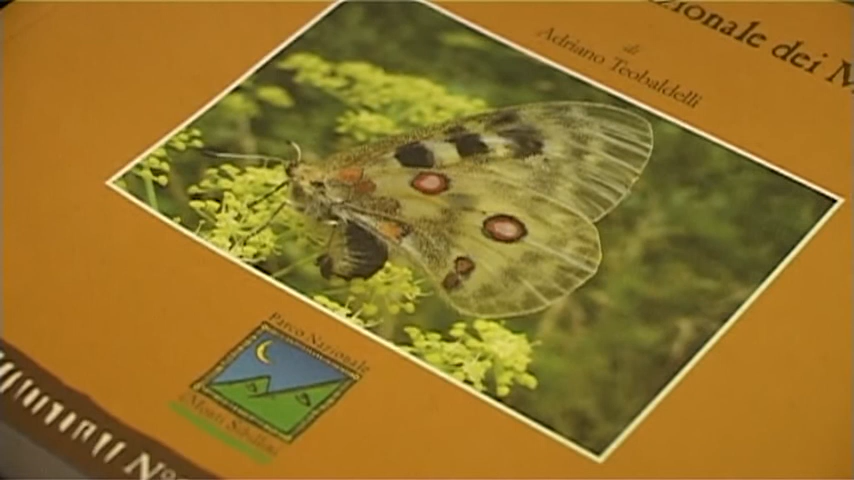 zionale dei M
di
Adriano Teobaldelli
Parco Nazionale
Monti Sibillini
N°